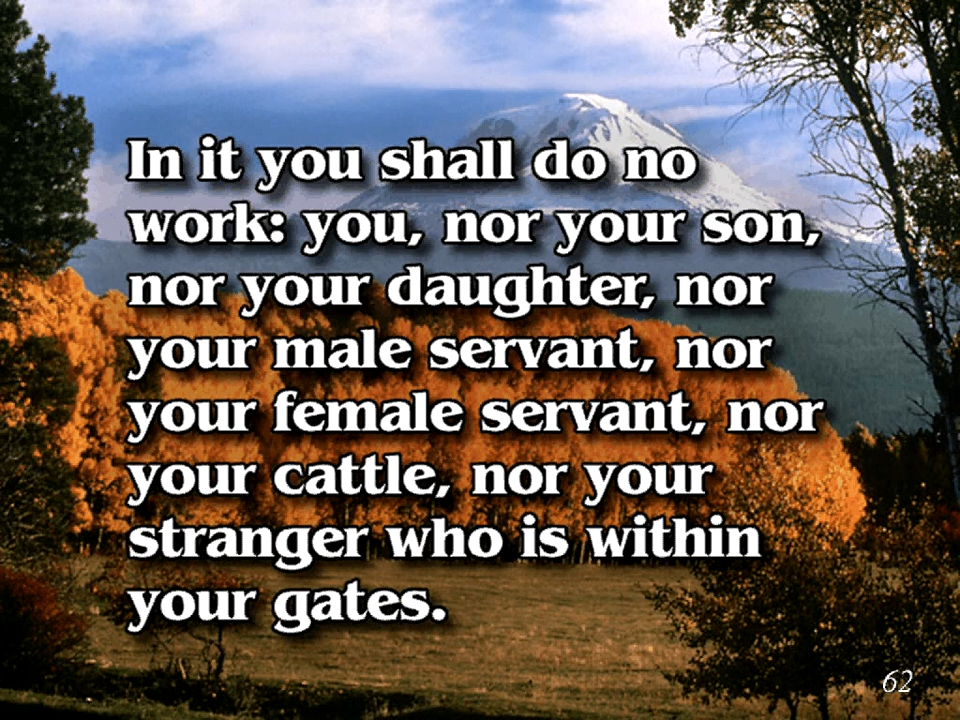 In it you shall do no
work: you, nor your son,
nor your daughter, nor
your male servant, nor
your female servant, nor
your cattle, nor your
stranger who is within
your gates.
62